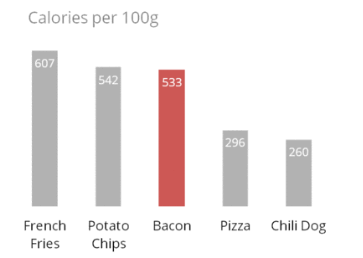 Calories per 100g
607
542
533
296
260
French Fries
Potato Chips
Bacon
Pizza
Chili Dog